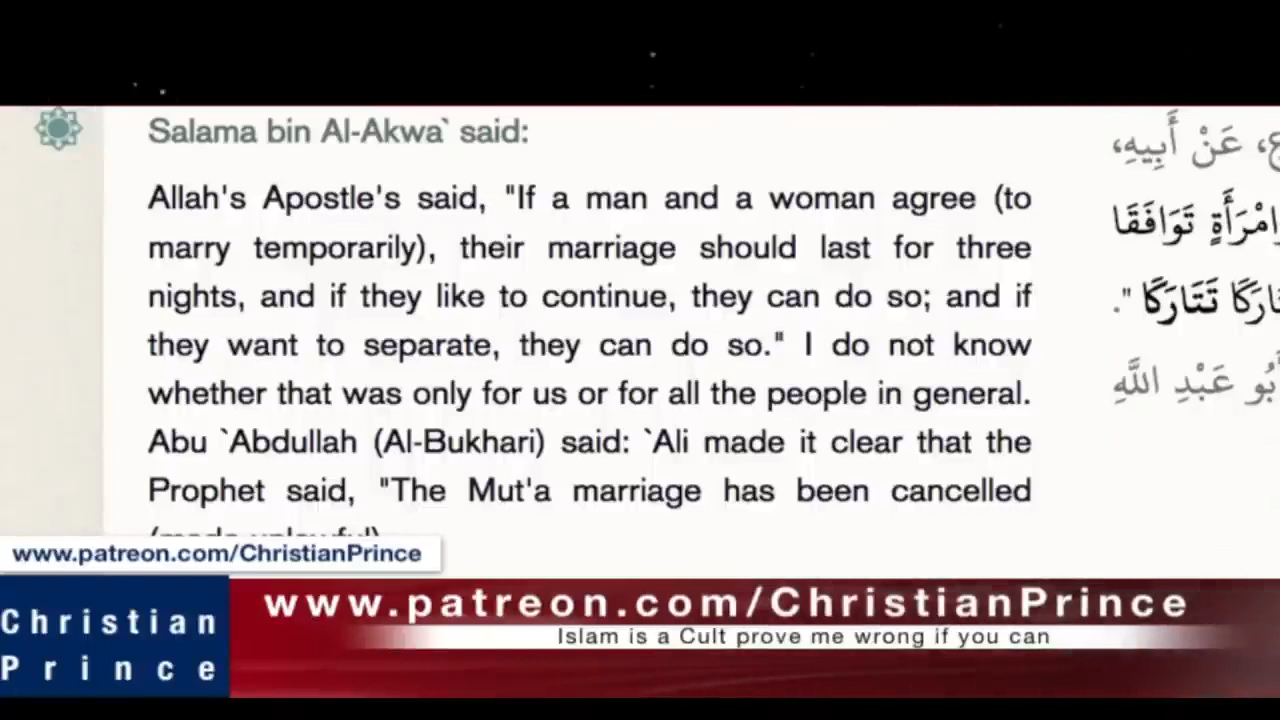 Salama bin Al-Akwa` said:
Allah's Apostle's said, "If a man and a woman agree (to
marry temporarily), their marriage should last for three
nights, and if they like to continue, they can do so; and if
they want to separate, they can do so." I do not know
whether that was only for us or for all the people in general.
Abu `Abdullah (Al-Bukhari) said: `Ali made it clear that the
Prophet said, "The Mut'a marriage has been cancelled
(made unlawful)
عَنْ أَبِيهِ،
امْرَأَةٍ تَوَافَقَا
تَتَارَكَا ".
أَبُو عَبْدِ اللَّهِ
www.patreon.com/ChristianPrince
Christian
Prince
www.patreon.com/ChristianPrince
Islam is a Cult prove me wrong if you can